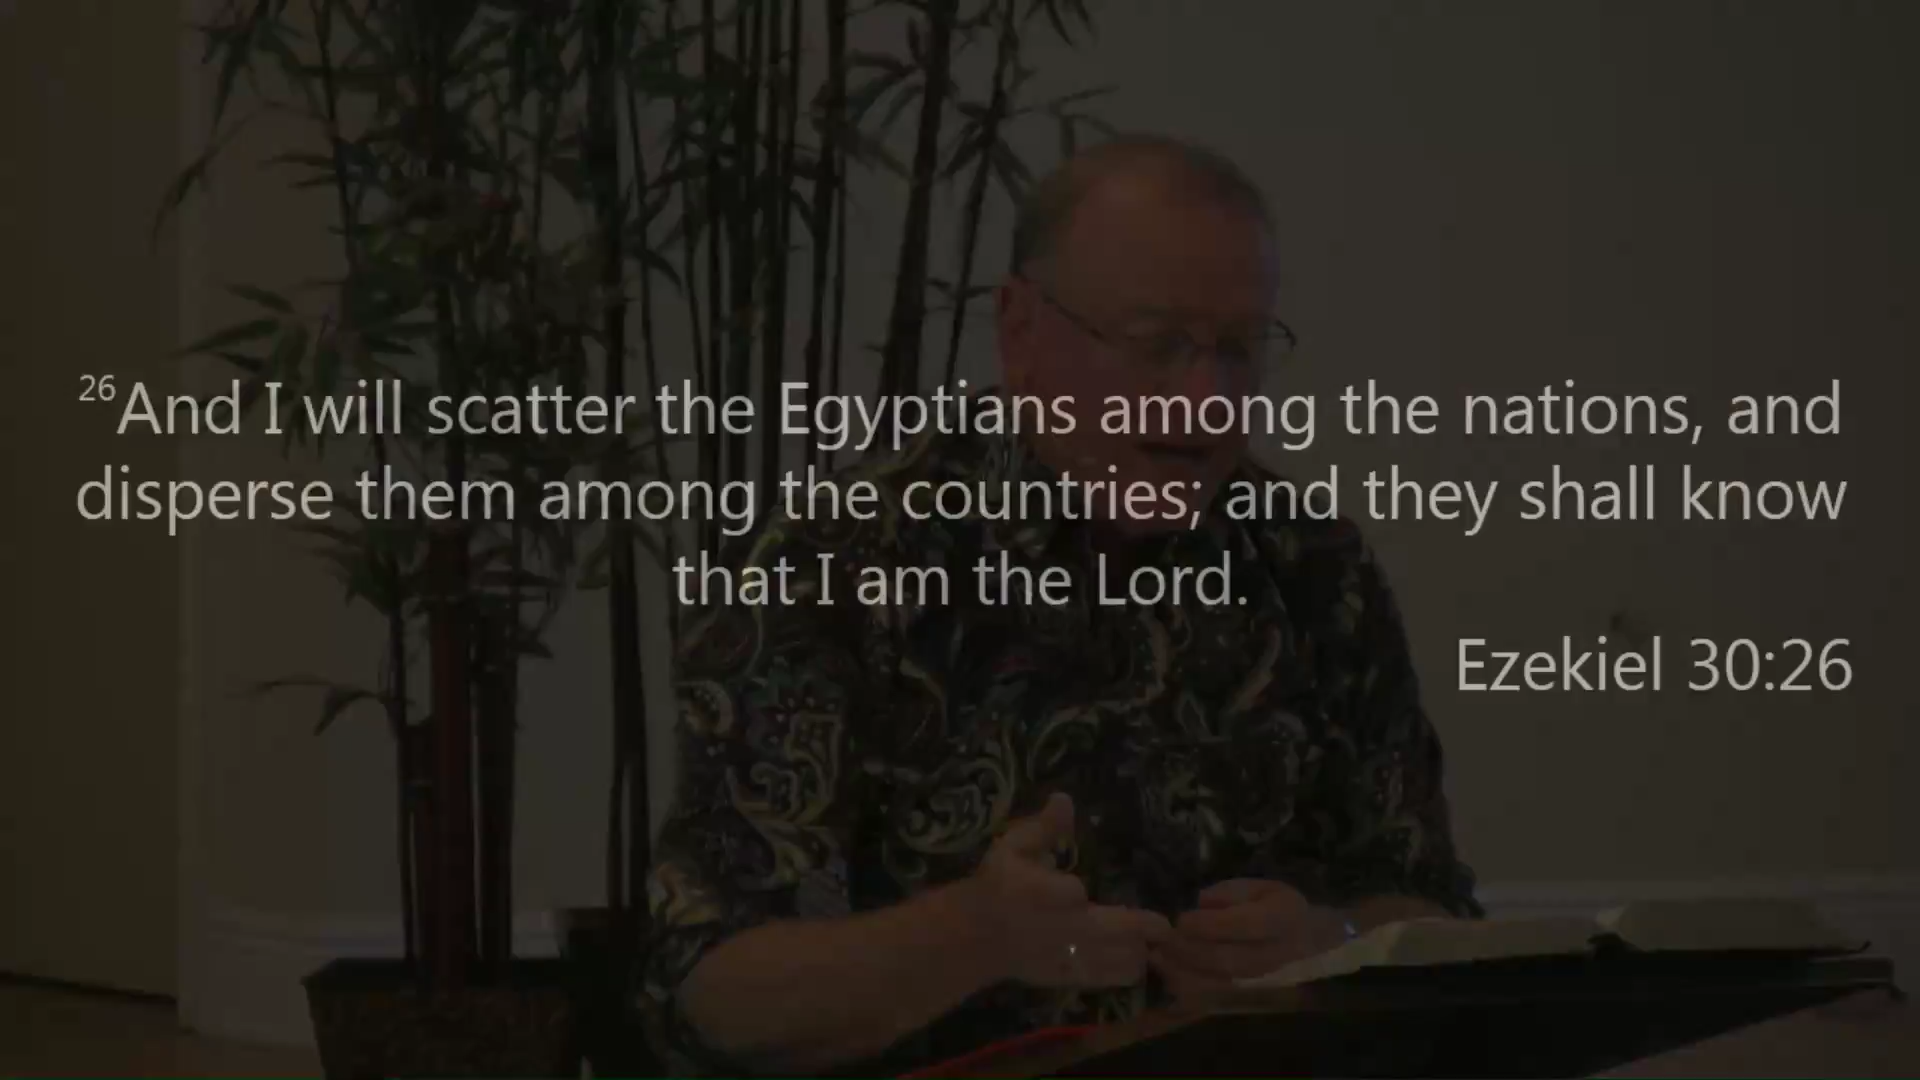 26And I will scatter the Egyptians among the nations, and
disperse them among the countries; and they shall know
that I am the Lord.
Ezekiel 30:26